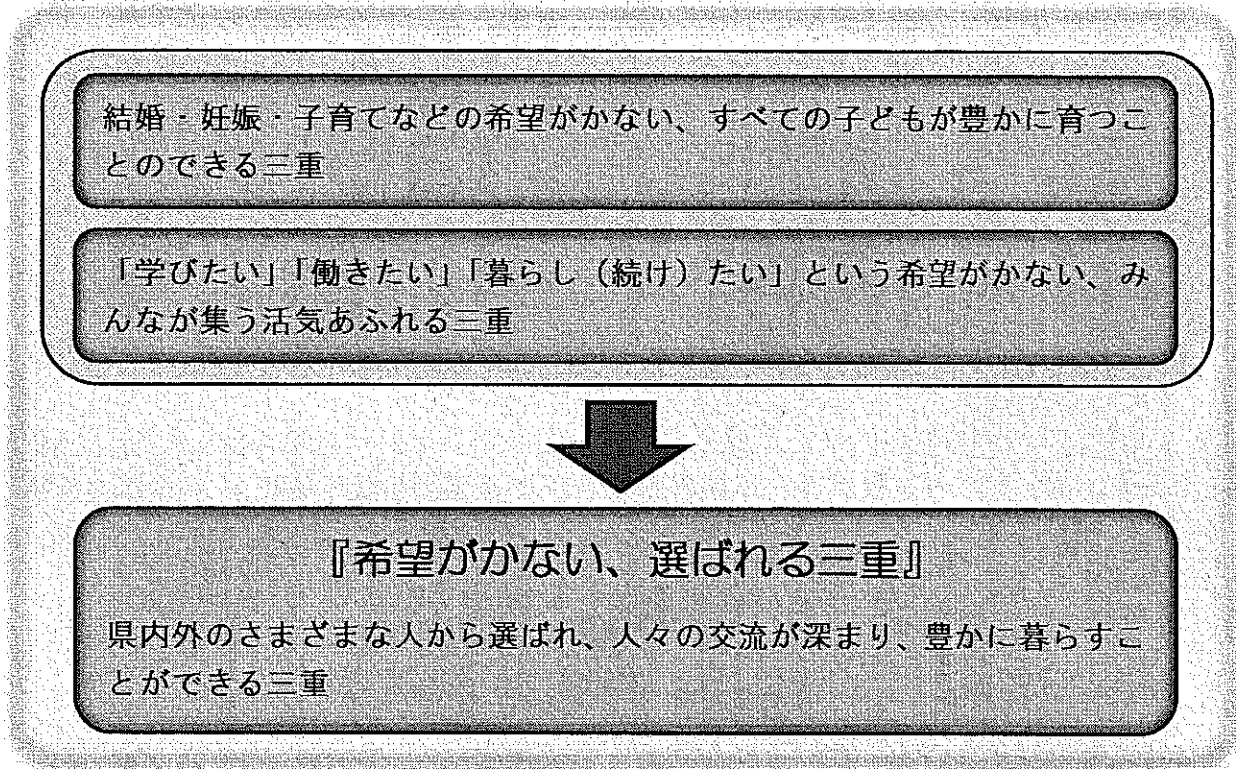 結婚・妊娠・子育てなどの希望がかない、すべての子どもが豊かに育つこ
とのできる三重
「学びたい」「働きたい」「暮らし（続け）たい」という希望がかない、み
んなが集う活気あふれる三重
『希望がかない、選ばれる三重』
県内外のさまざまな人から選ばれ、人々の交流が深まり、豊かに暮らすこ
とができる三重